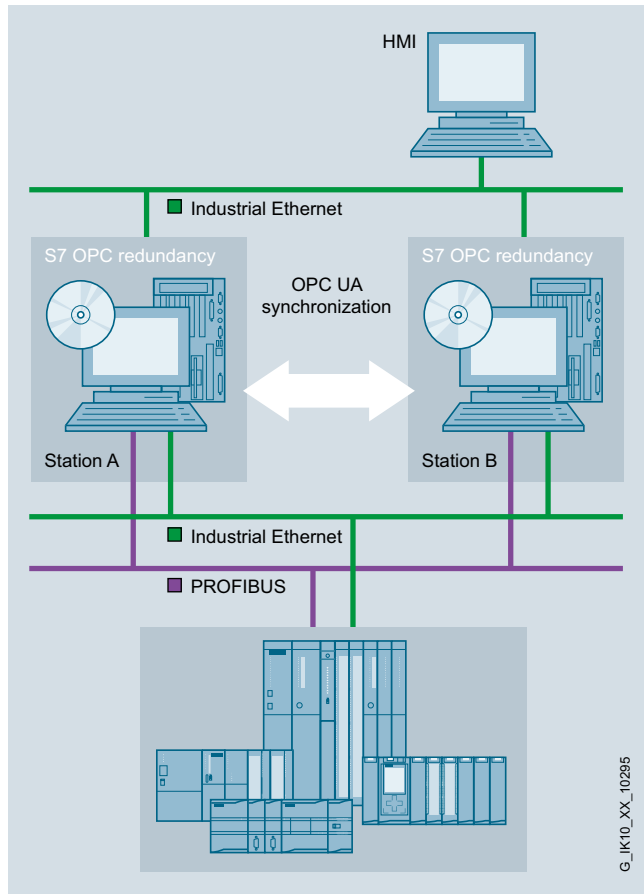 HMI
Industrial Ethernet
S7 OPC redundancy
S7 OPC redundancy
OPC UA
synchronization
Station A
Station B
Industrial Ethernet
PROFIBUS
G_IK10_XX_10295